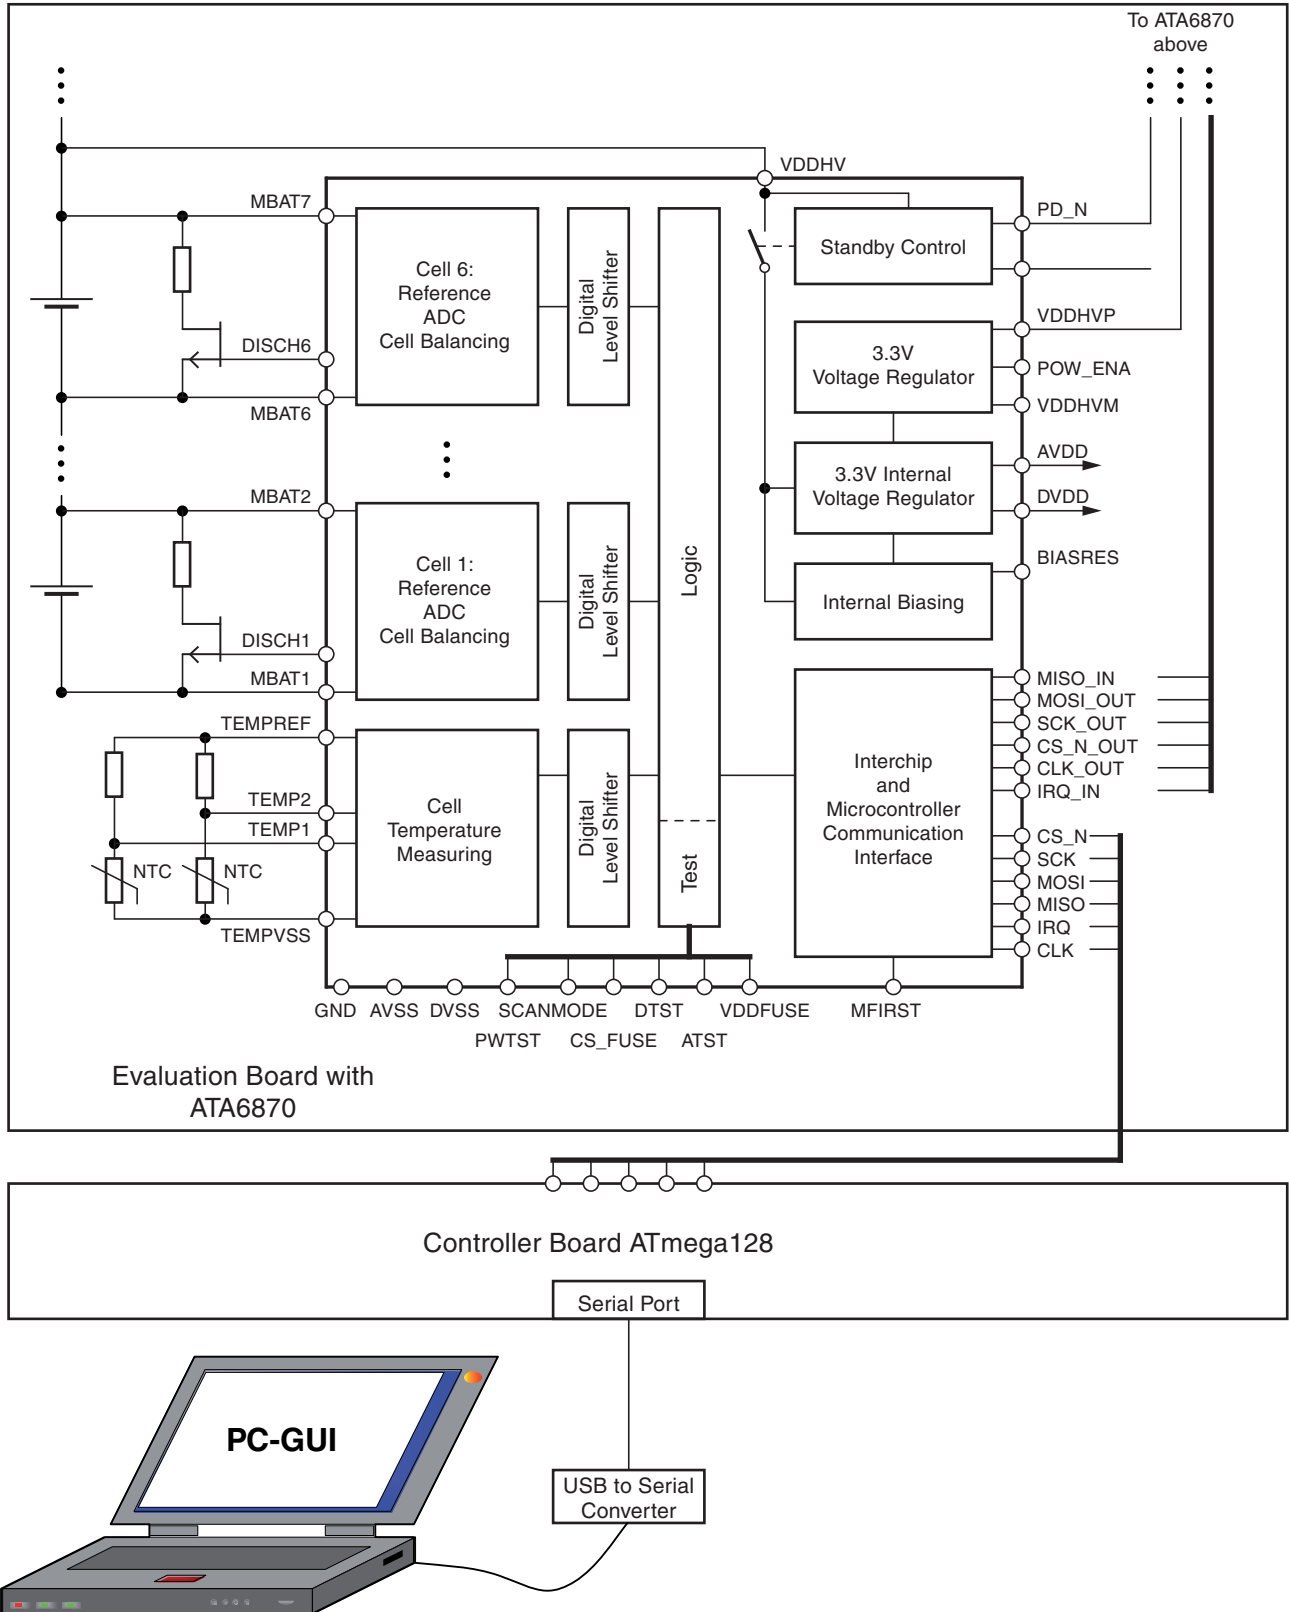 To ATA6870
above
VDDHV
MBAT7
PD_N
Cell 6:
Reference
ADC
Cell Balancing
Digital
Level Shifter
Standby Control
VDDHVP
DISCH6
3.3V
Voltage Regulator
POW_ENA
MBAT6
VDDHVM
AVDD
3.3V Internal
Voltage Regulator
MBAT2
DVDD
Cell 1:
Reference
ADC
Cell Balancing
Digital
Level Shifter
Logic
BIASRES
Internal Biasing
DISCH1
MBAT1
MISO_IN
MOSI_OUT
SCK_OUT
CS_N_OUT
CLK_OUT
IRQ_IN
TEMPREF
TEMP2
TEMP1
NTC
NTC
TEMPVSS
Cell
Temperature
Measuring
Digital
Level Shifter
Test
Interchip
and
Microcontroller
Communication
Interface
CS_N
SCK
MOSI
MISO
IRQ
CLK
GND
AVSS
DVSS
SCANMODE
DTST
VDDFUSE
MFIRST
PWTST
CS_FUSE
ATST
Evaluation Board with
ATA6870
Controller Board ATmega128
Serial Port
PC-GUI
USB to Serial
Converter